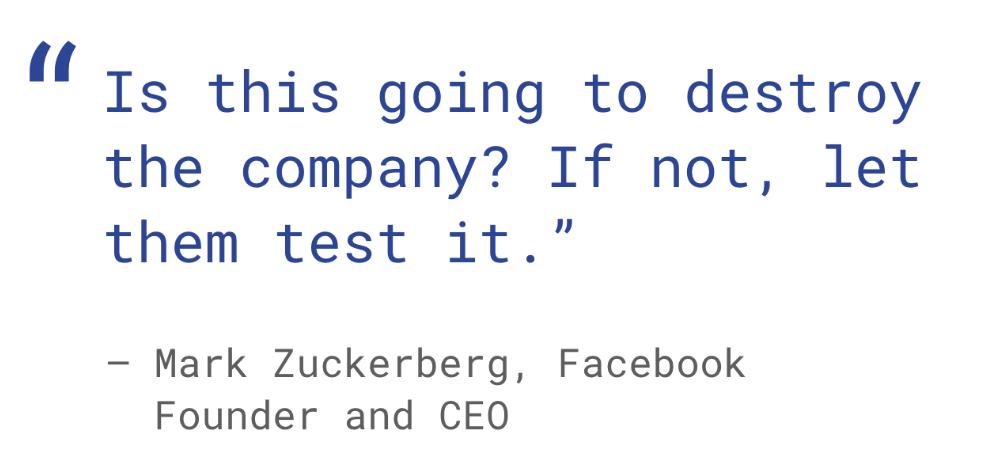 “Is this going to destroy
the company? If not, let
them test it.”
– Mark Zuckerberg, Facebook
Founder and CEO